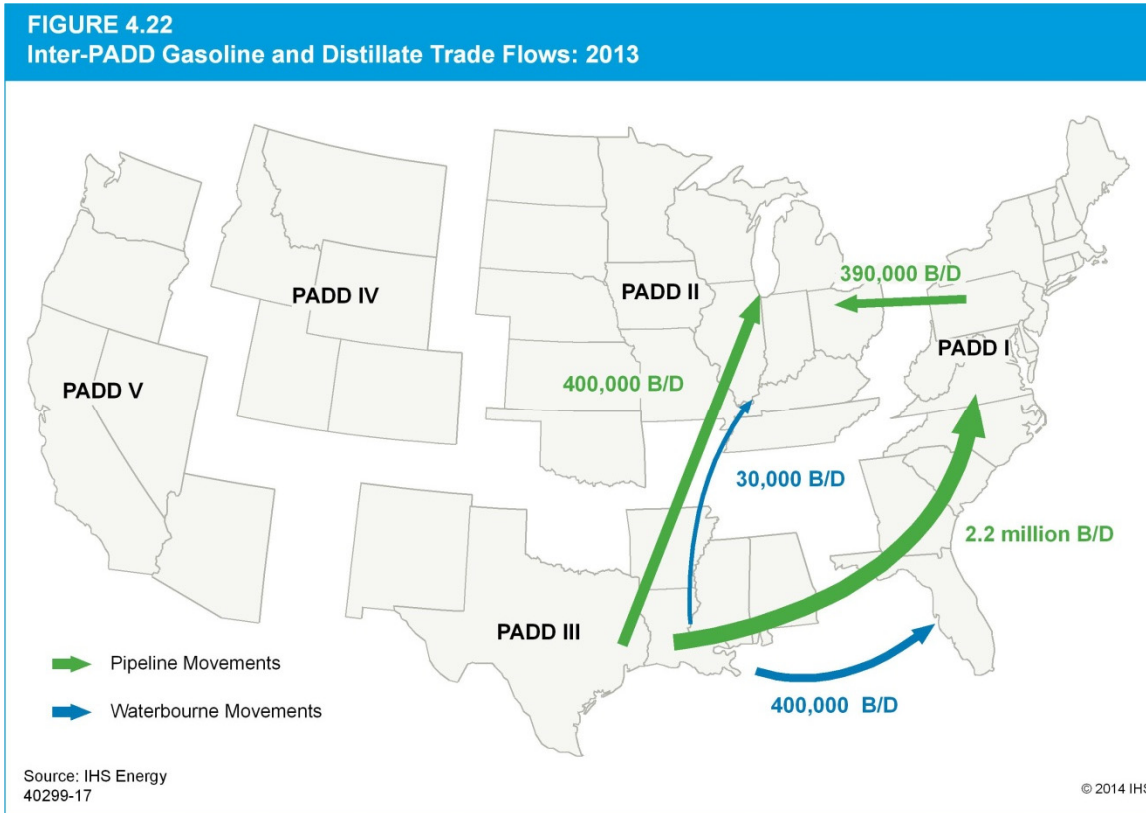 FIGURE 4.22
Inter-PADD Gasoline and Distillate Trade Flows: 2013
390,000 B/D
PADD II
PADD IV
PADD I
PADD V
400,000 B/D
30,000 B/D
2.2 million B/D
PADD III
Pipeline Movements
400,000 B/D
Waterbourne Movements
Source: IHS Energy
40299-17
© 2014 IHS